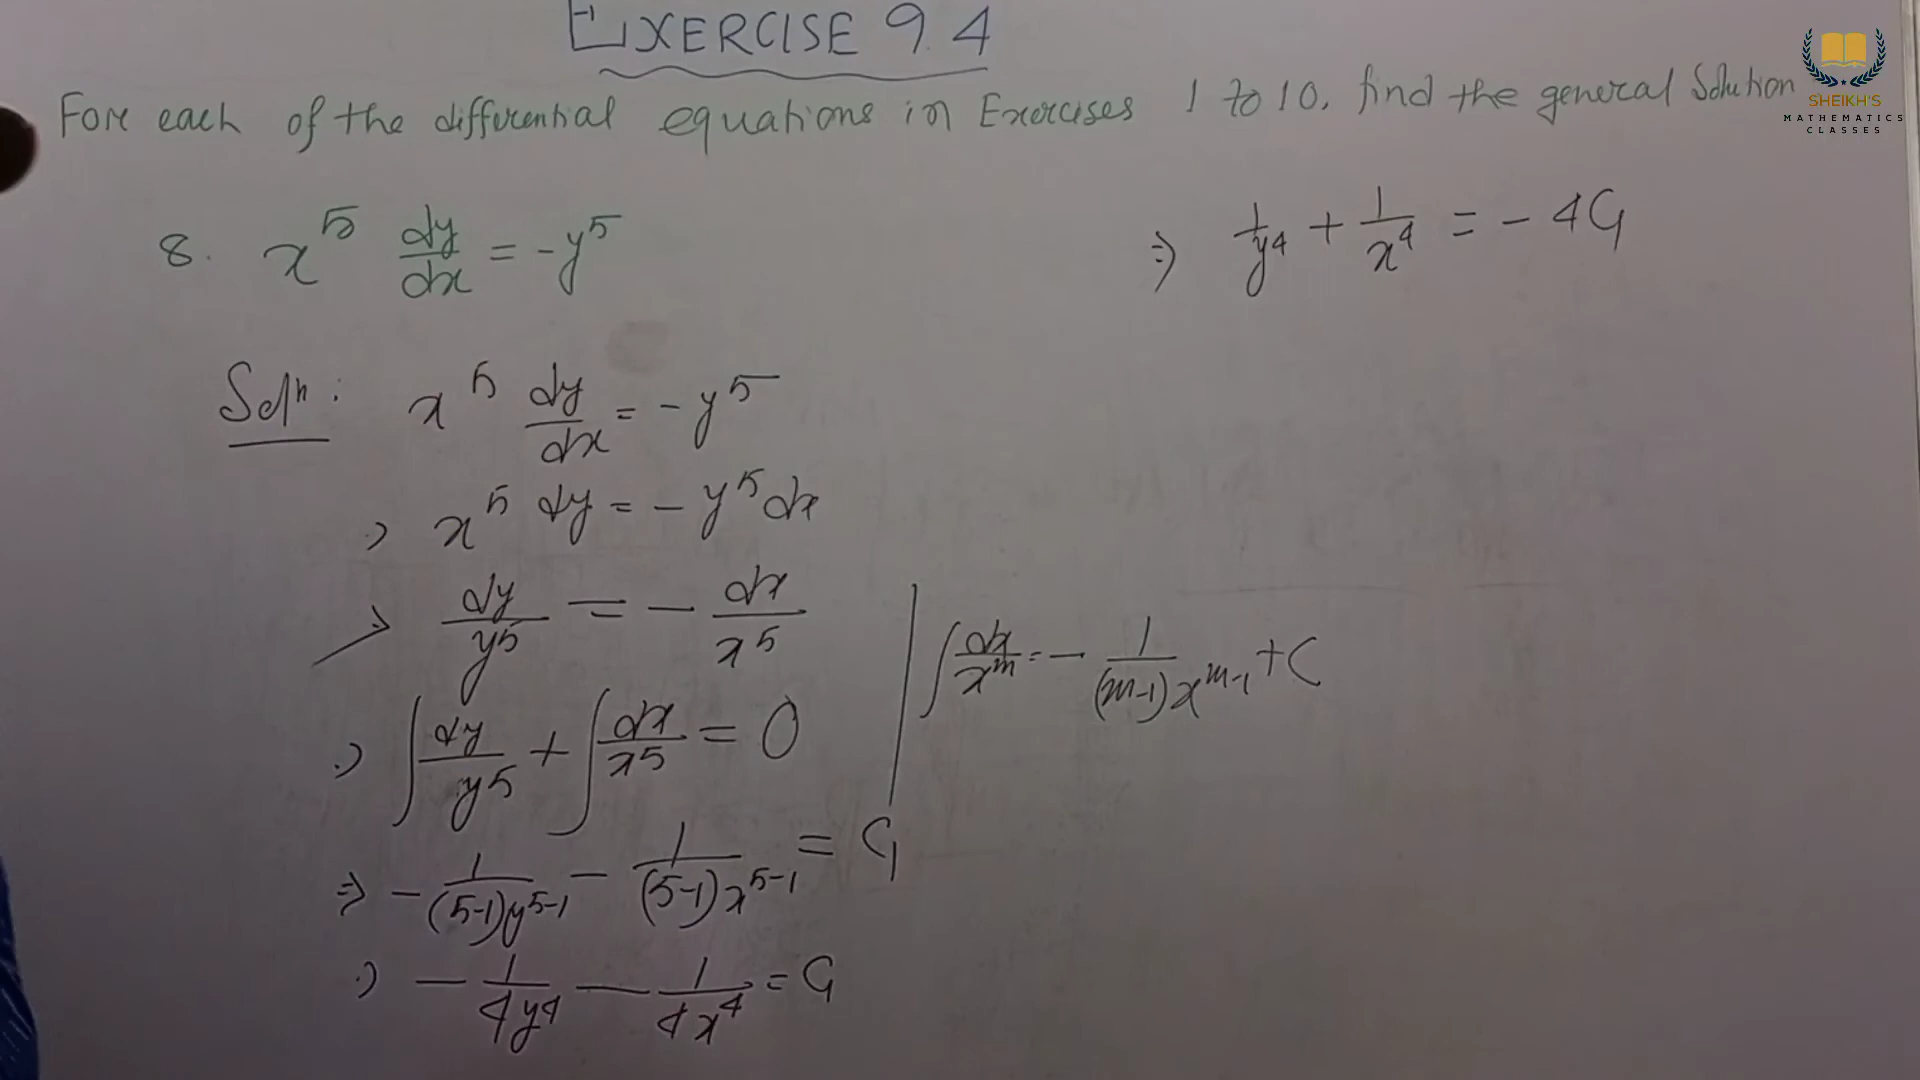 EXERCISE 9.4
Fore each of the differential equations in Exercises 1 to 10, find the general Solution
SHEIKH'S
MATHEMATICS
CLASSES
8. x^5 dy/dx = -y^5
Solⁿ: x^5 dy/dx = -y^5
⇒ x^5 dy = -y^5 dx
⇒ dy/y^5 = - dx/x^5
⇒ ∫ dy/y^5 + ∫ dx/x^5 = 0
⇒ - 1/((5-1)y^(5-1)) - 1/((5-1)x^(5-1)) = C₁
⇒ - 1/(4y^4) - 1/(4x^4) = C₁
∫ dx/x^m = - 1/((m-1)x^(m-1)) + C
⇒ 1/y^4 + 1/x^4 = -4C₁